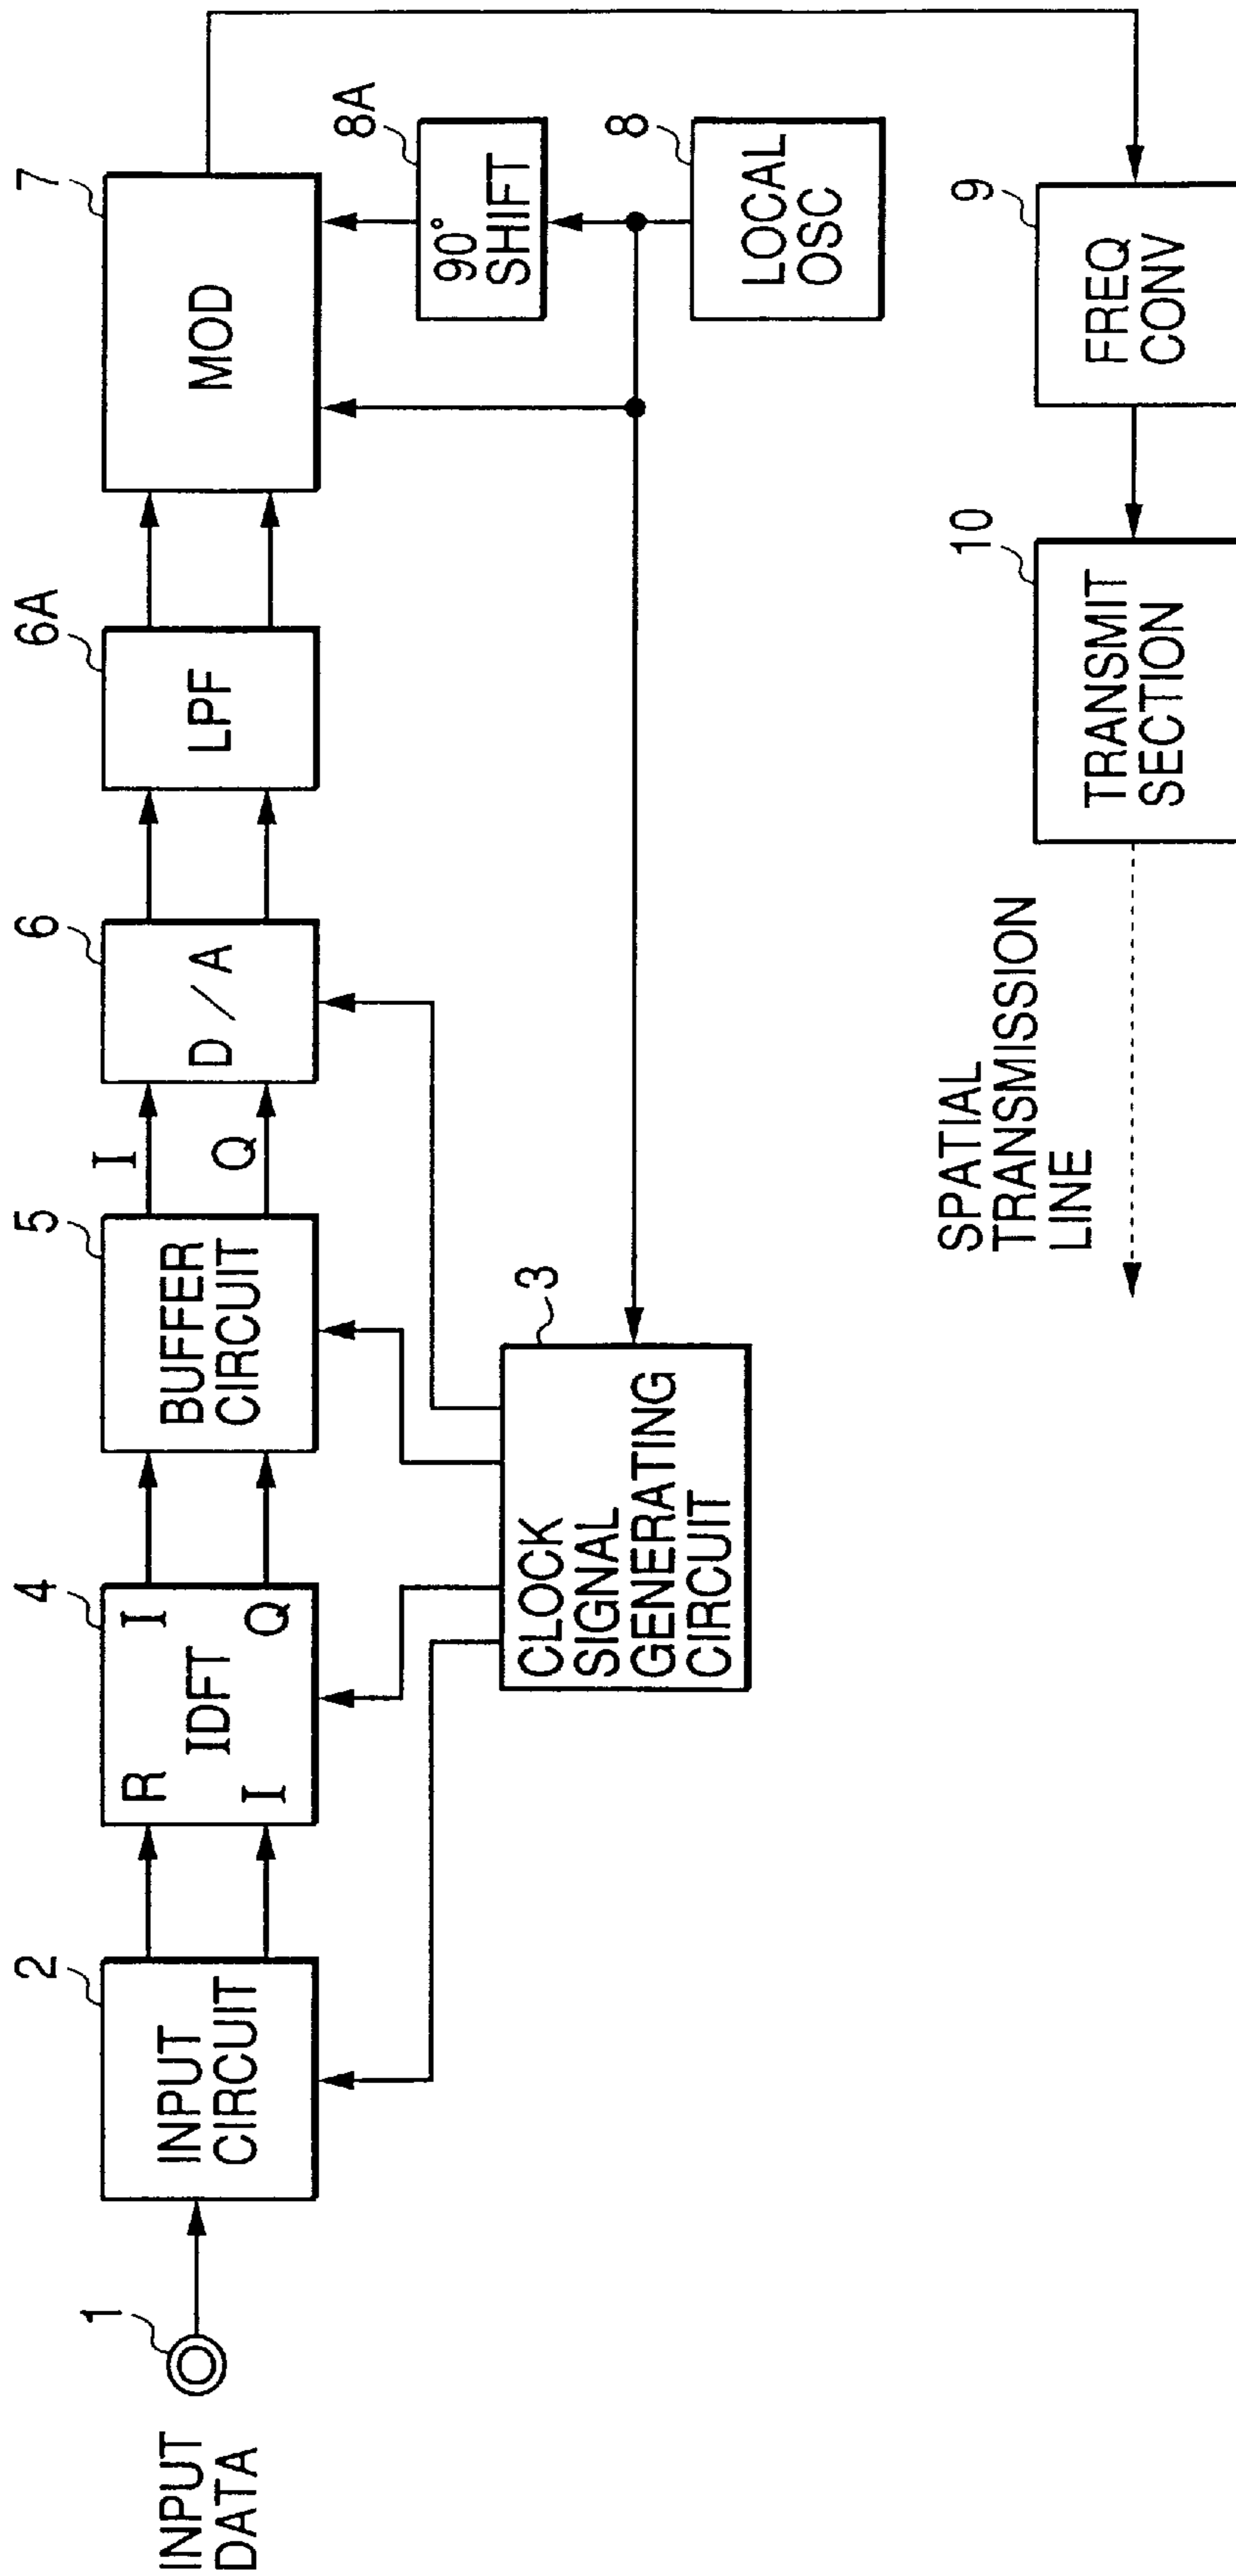 INPUT
DATA
1
2
INPUT
CIRCUIT
4
R
I
IDFT
I
Q
5
BUFFER
CIRCUIT
I
Q
6
D/A
6A
LPF
7
MOD
8A
90°
SHIFT
8
LOCAL
OSC
3
CLOCK
SIGNAL
GENERATING
CIRCUIT
9
FREQ
CONV
10
TRANSMIT
SECTION
SPATIAL
TRANSMISSION
LINE